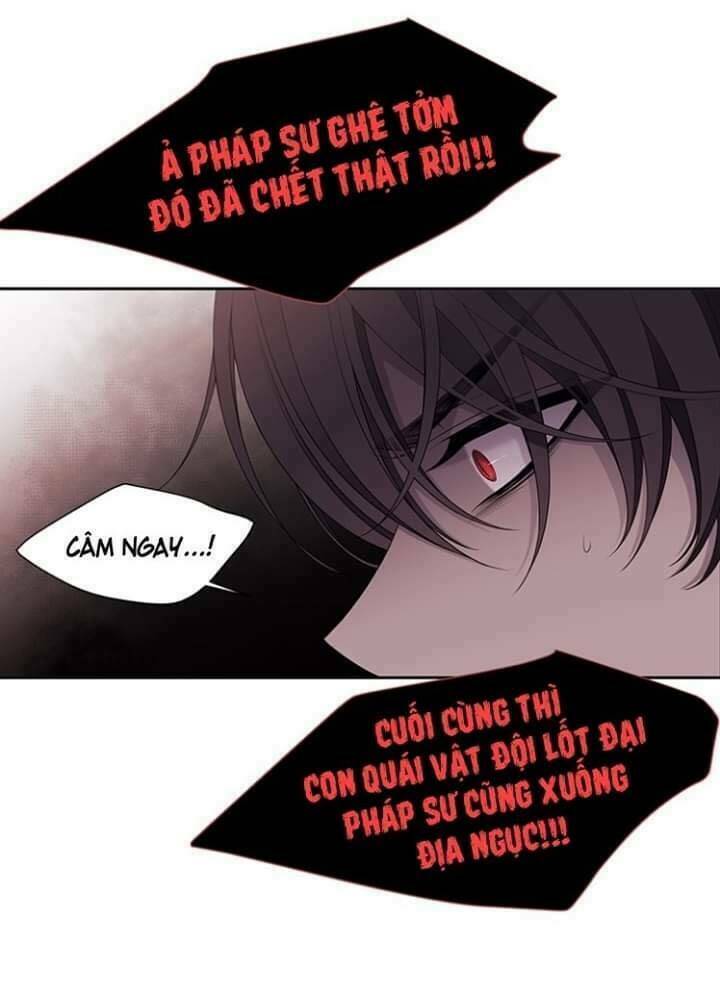 Ả PHÁP SƯ GHÊ TỞM
ĐÓ ĐÃ CHẾT THẬT RỒI!!
CÂM NGAY...!
CUỐI CÙNG THÌ
CON QUÁI VẬT ĐỘI LỐT ĐẠI
PHÁP SƯ CŨNG XUỐNG
ĐỊA NGỤC!!!